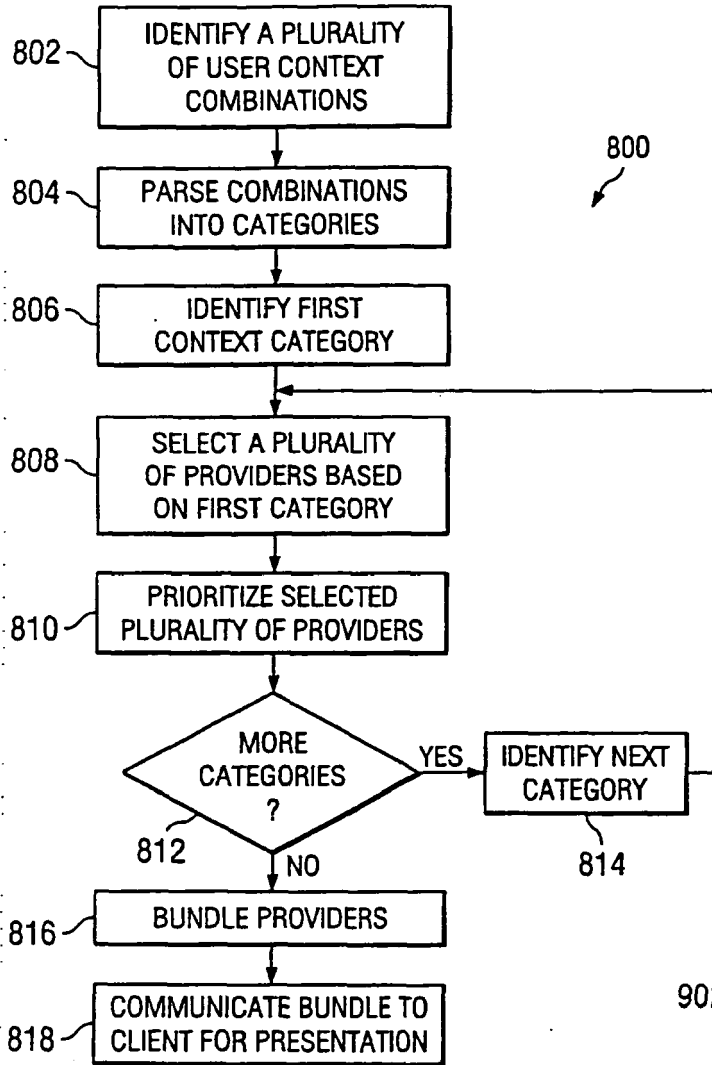 802
IDENTIFY A PLURALITY
OF USER CONTEXT
COMBINATIONS
800
804
PARSE COMBINATIONS
INTO CATEGORIES
806
IDENTIFY FIRST
CONTEXT CATEGORY
808
SELECT A PLURALITY
OF PROVIDERS BASED
ON FIRST CATEGORY
810
PRIORITIZE SELECTED
PLURALITY OF PROVIDERS
MORE
CATEGORIES
?
812
YES
IDENTIFY NEXT
CATEGORY
814
NO
816
BUNDLE PROVIDERS
818
COMMUNICATE BUNDLE TO
CLIENT FOR PRESENTATION